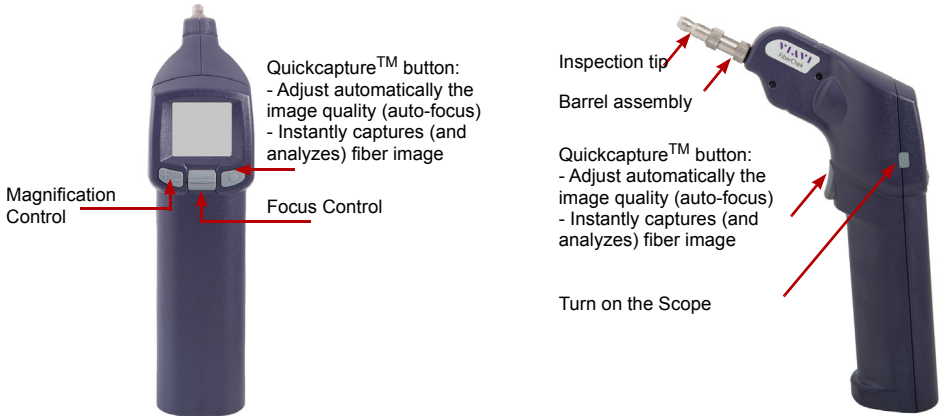 Quickcapture™ button:
- Adjust automatically the
image quality (auto-focus)
- Instantly captures (and
analyzes) fiber image
Magnification
Control
Focus Control
Inspection tip
Barrel assembly
VIAVI
FiberChek
Quickcapture™ button:
- Adjust automatically the
image quality (auto-focus)
- Instantly captures (and
analyzes) fiber image
Turn on the Scope